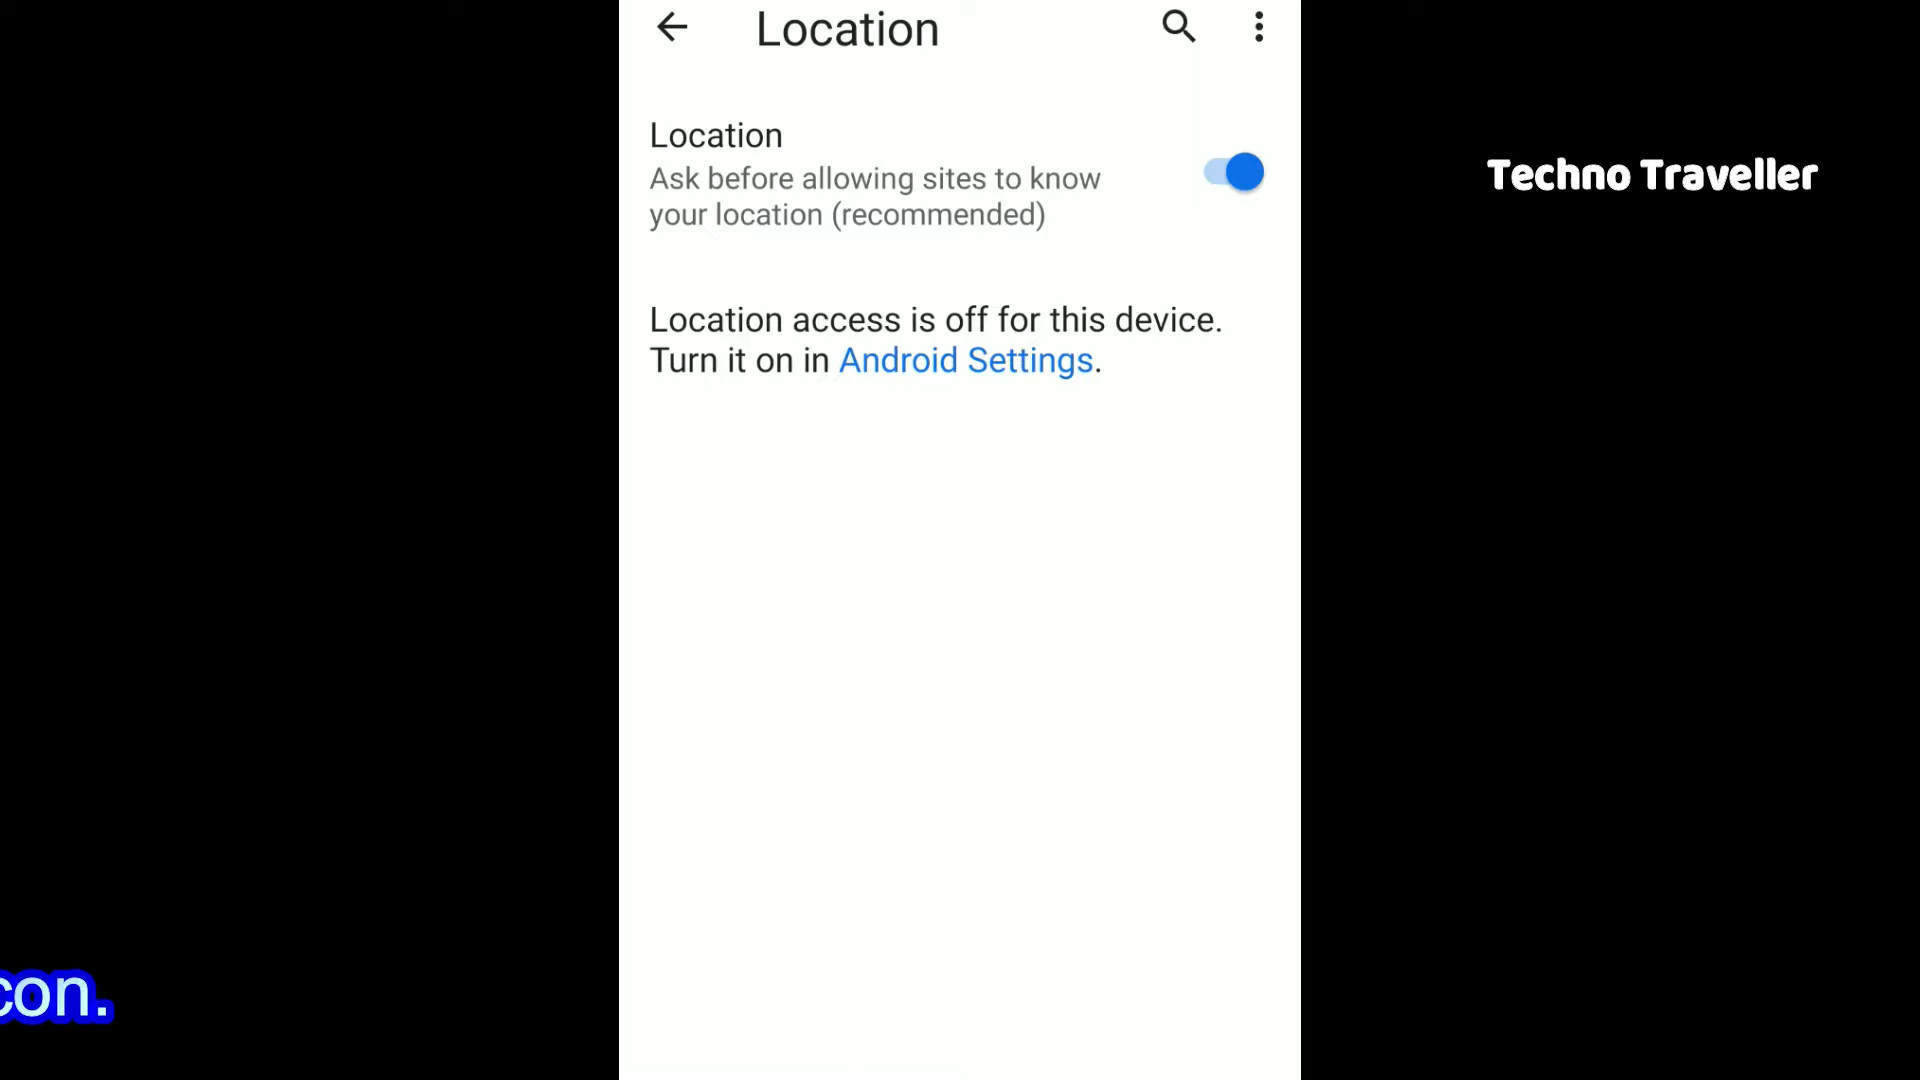 Location
Location
Ask before allowing sites to know
your location (recommended)
Techno Traveller
Location access is off for this device.
Turn it on in Android Settings.
con.